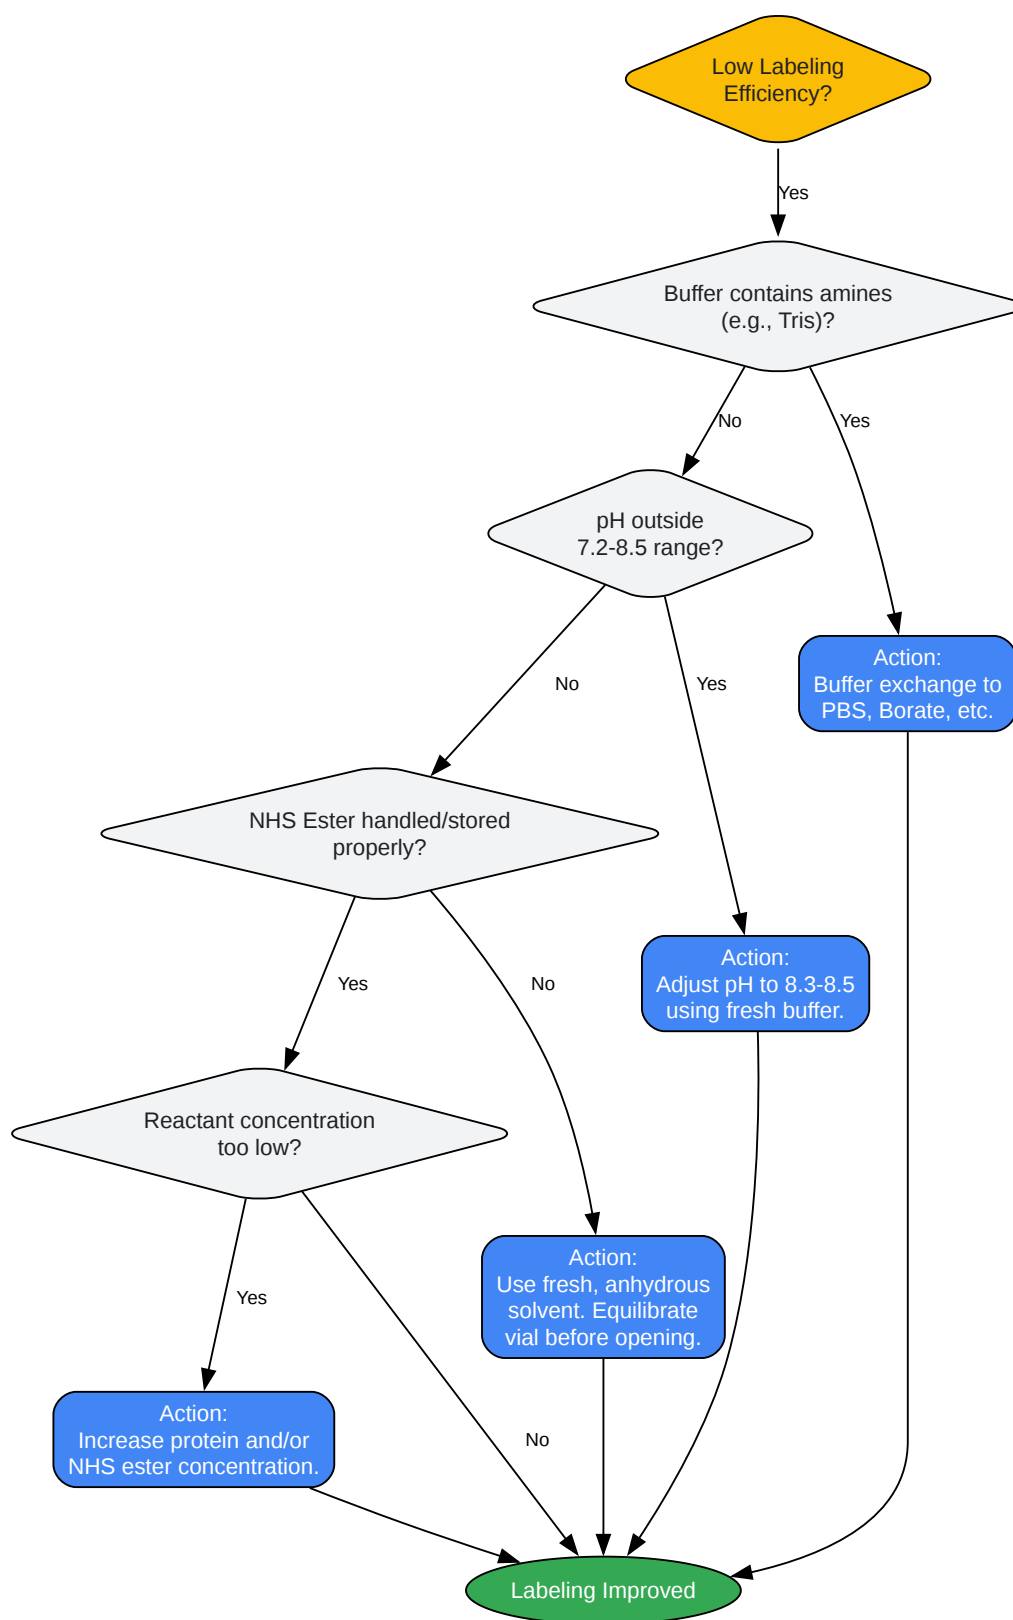 Low Labeling
Efficiency?
Yes
Buffer contains amines
(e.g., Tris)?
No
Yes
pH outside
7.2-8.5 range?
Action:
Buffer exchange to
PBS, Borate, etc.
No
Yes
NHS Ester handled/stored
properly?
Action:
Adjust pH to 8.3-8.5
using fresh buffer.
Yes
No
Reactant concentration
too low?
Action:
Use fresh, anhydrous
solvent. Equilibrate
vial before opening.
Yes
No
Action:
Increase protein and/or
NHS ester concentration.
Labeling Improved